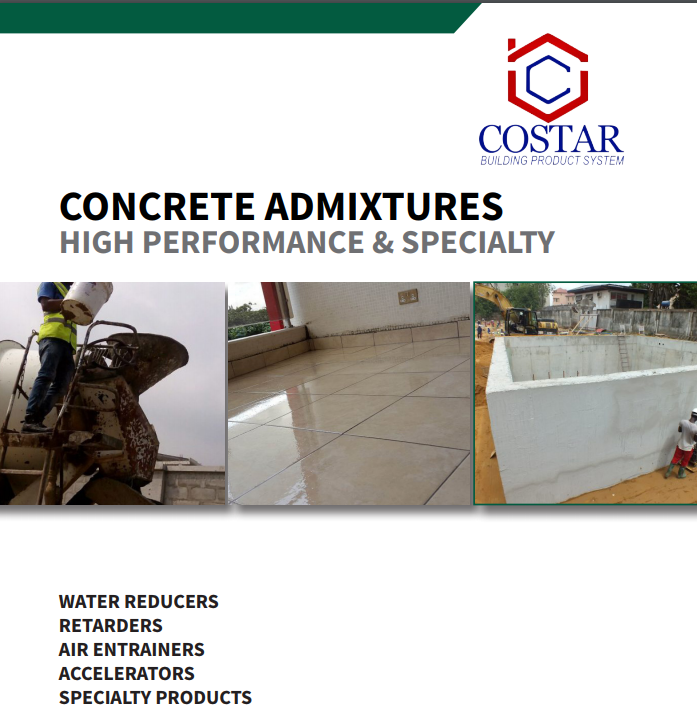 COSTAR
BUILDING PRODUCT SYSTEM
CONCRETE ADMIXTURES
HIGH PERFORMANCE & SPECIALTY
WATER REDUCERS
RETARDERS
AIR ENTRAINERS
ACCELERATORS
SPECIALTY PRODUCTS